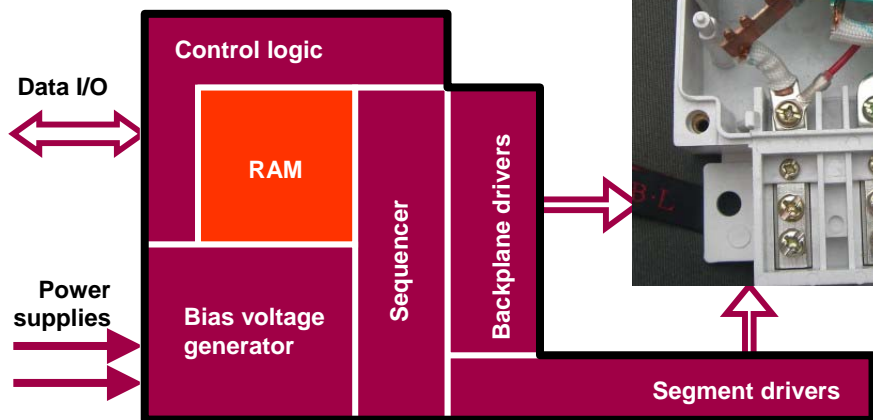 Control logic
Data I/O
RAM
Sequencer
Backplane drivers
B.L
Power
supplies
Bias voltage
generator
Segment drivers